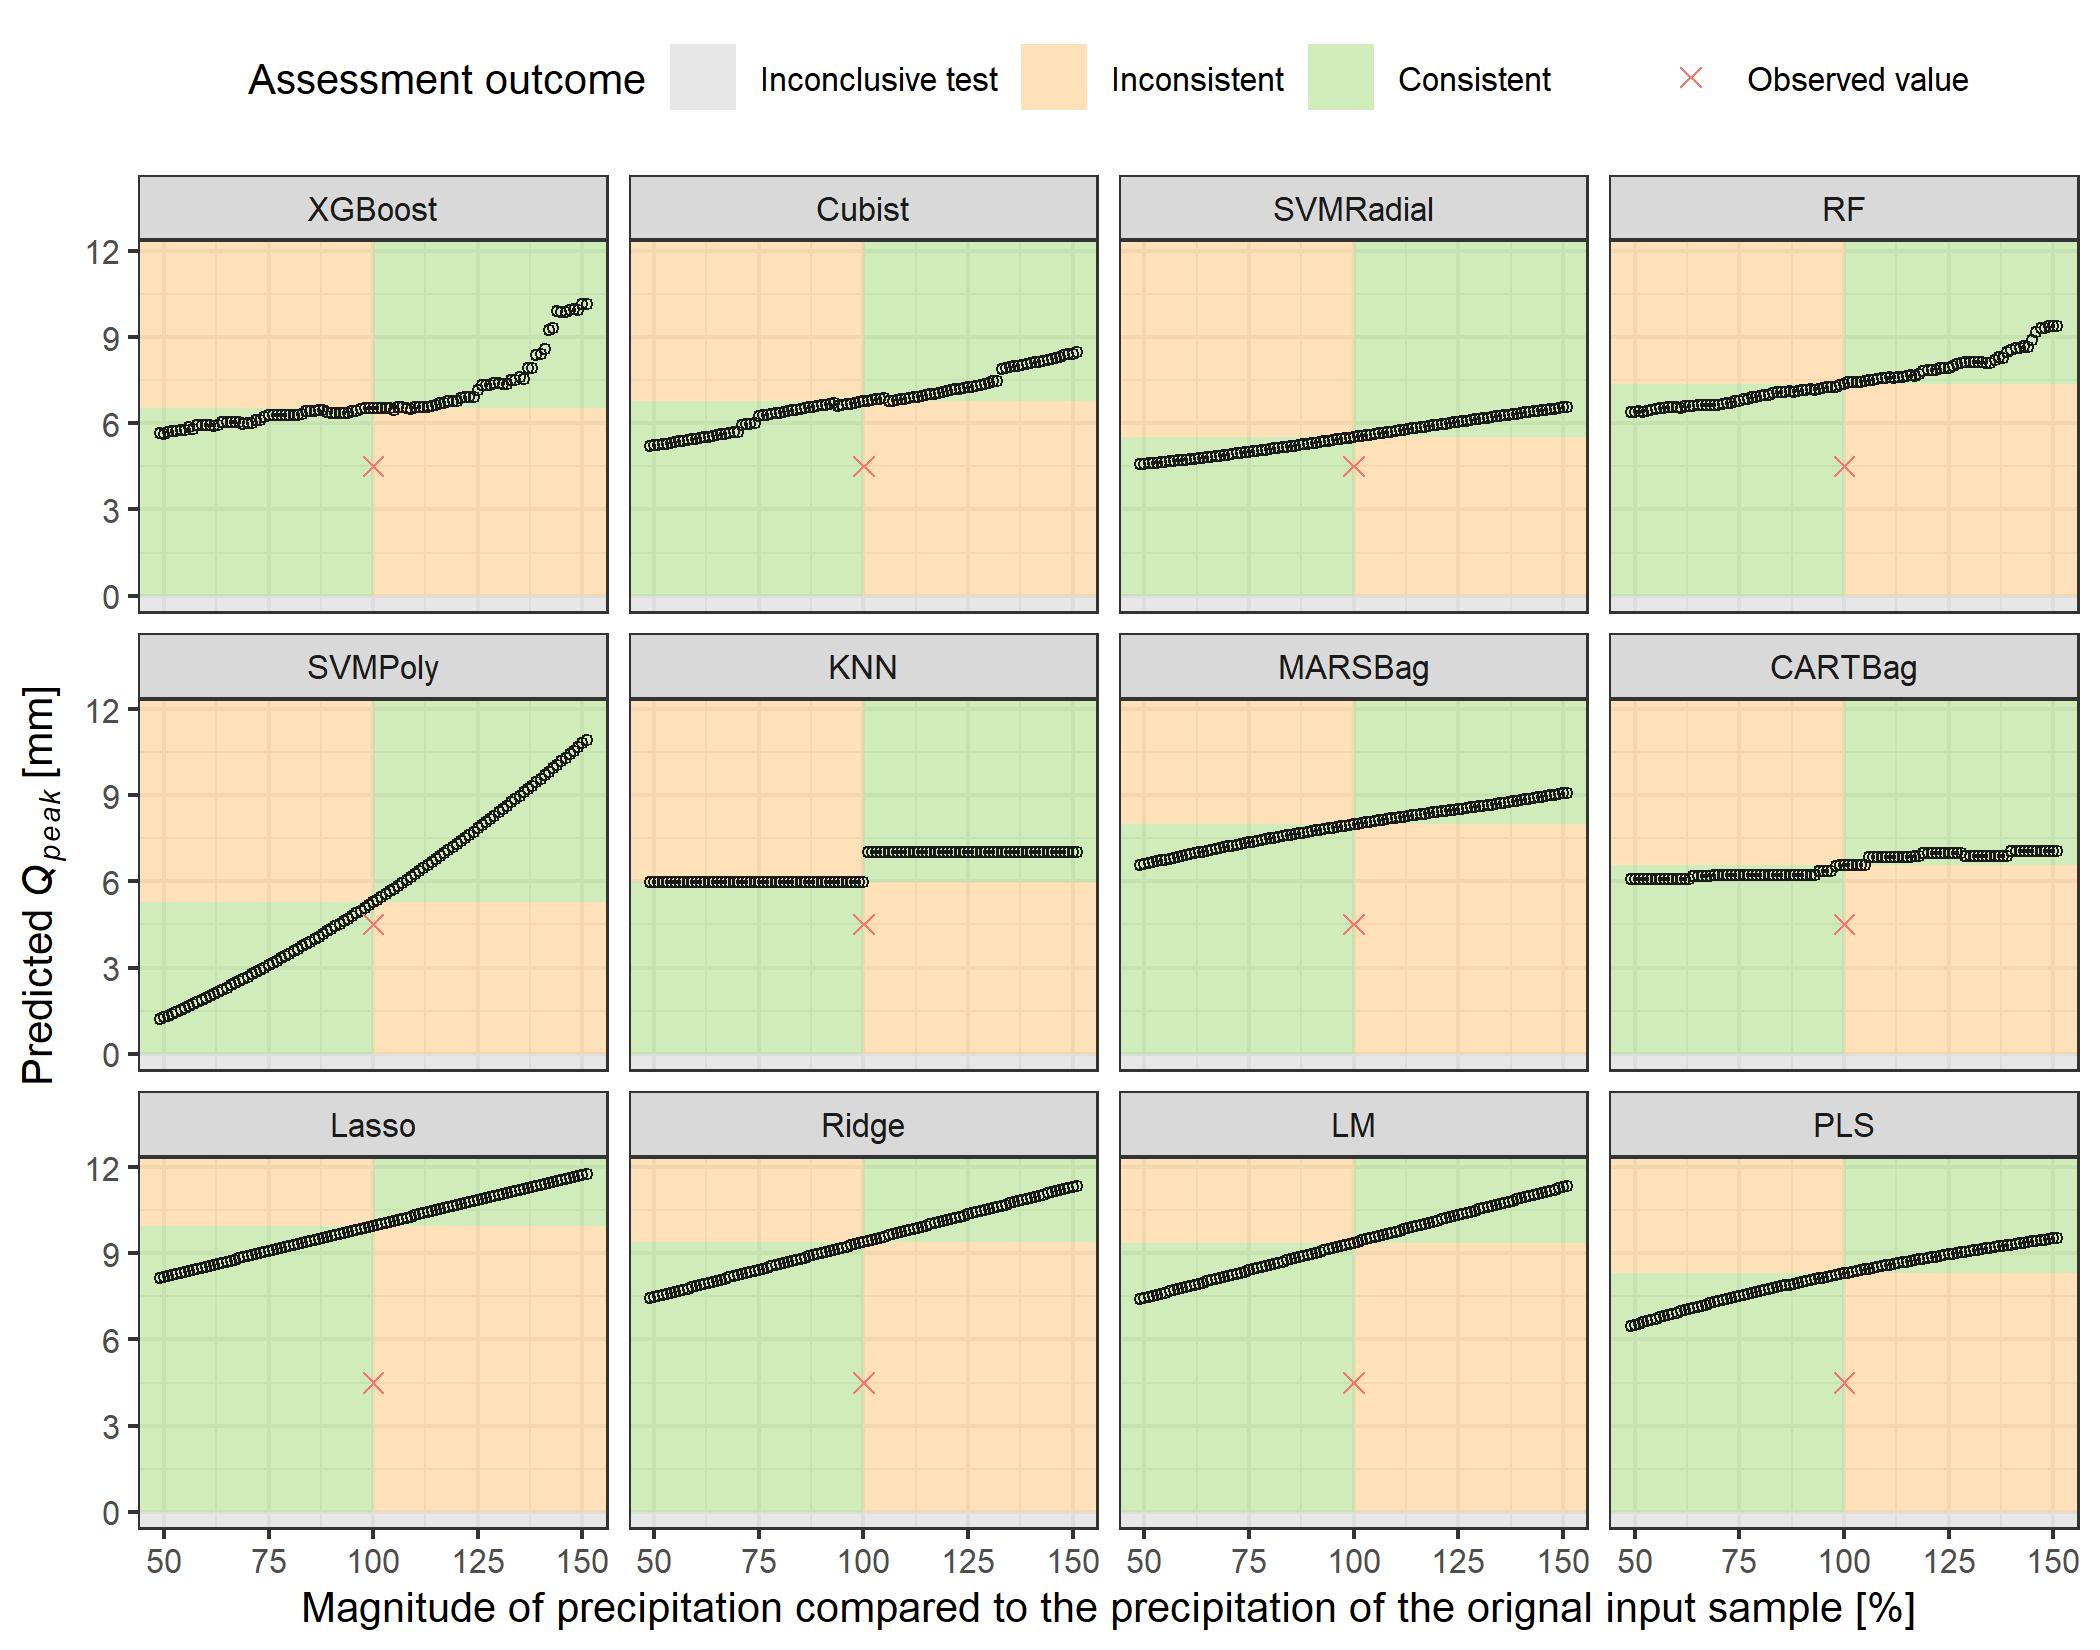 Assessment outcome Inconclusive test Inconsistent Consistent Observed value
XGBoost Cubist SVMRadial RF
12
9
6
3
0
SVMPoly KNN MARSBag CARTBag
12
9
6
3
0
Lasso Ridge LM PLS
12
9
6
3
0
50 75 100 125 150 50 75 100 125 150 50 75 100 125 150 50 75 100 125 150
Magnitude of precipitation compared to the precipitation of the orignal input sample [%]
Predicted Qpeak [mm]